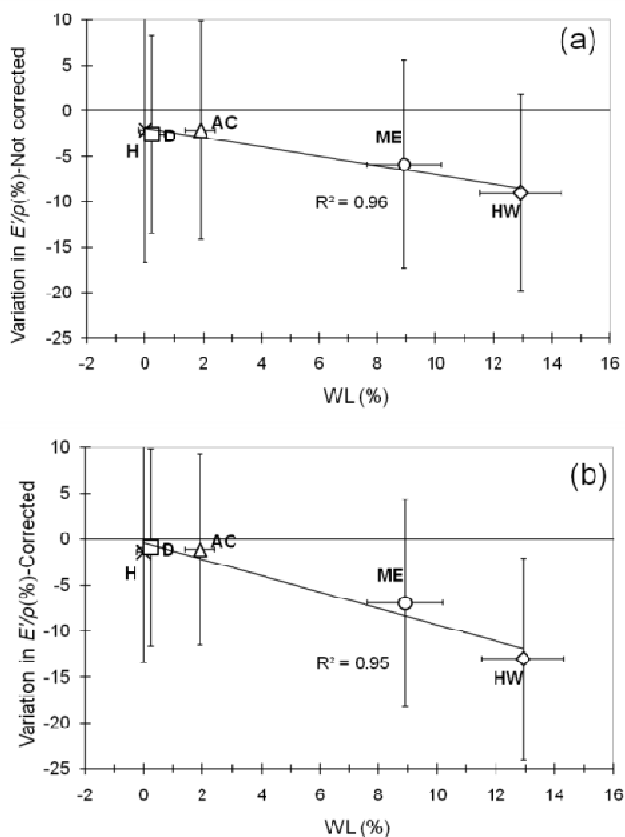 (a)
Variation in E'/ρ(%)-Not corrected
10
5
0
-5
-10
-15
-20
-25
H
D
AC
ME
HW
R² = 0.96
-2 0 2 4 6 8 10 12 14 16
WL (%)
(b)
Variation in E'/ρ(%)-Corrected
10
5
0
-5
-10
-15
-20
-25
H
D
AC
ME
HW
R² = 0.95
-2 0 2 4 6 8 10 12 14 16
WL (%)